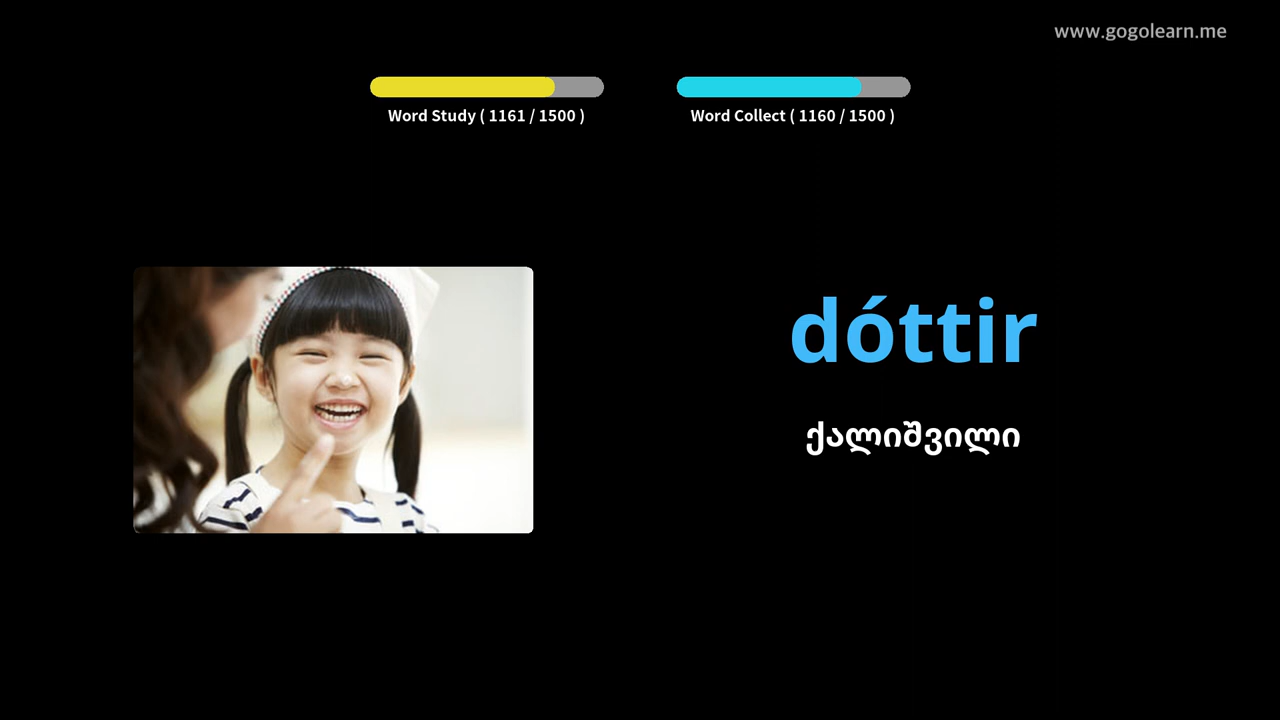 www.gogolearn.me
Word Study ( 1161 / 1500 )
Word Collect ( 1160 / 1500 )
dóttir
ქალიშვილი